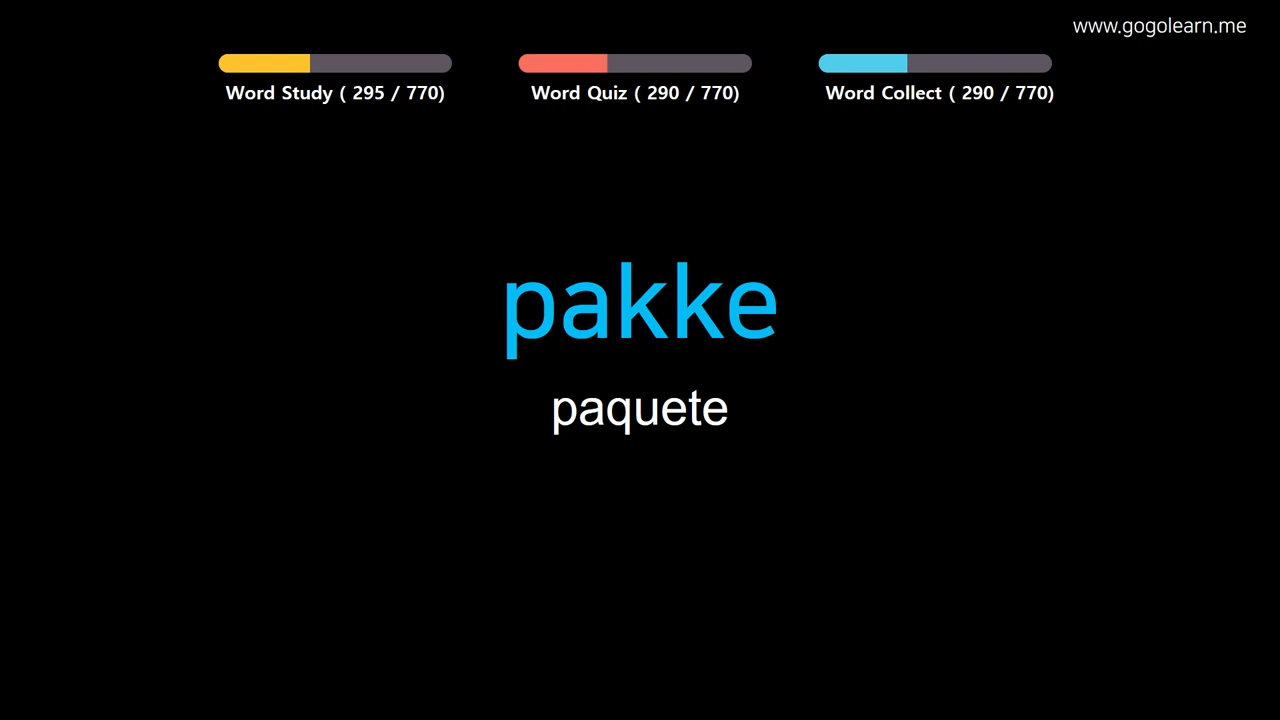 www.gogolearn.me
Word Study ( 295 / 770)
Word Quiz ( 290 / 770)
Word Collect ( 290 / 770)
pakke
paquete